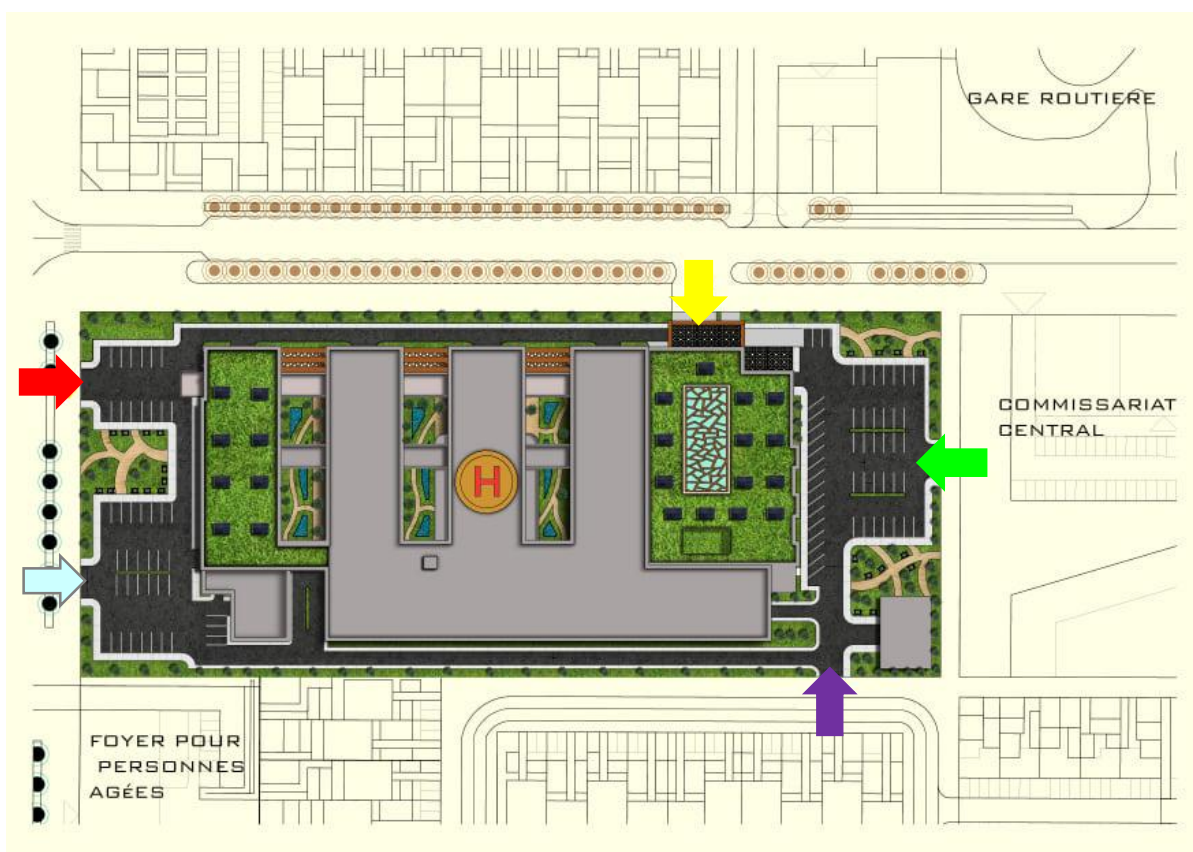 GARE ROUTIERE
COMMISSARIAT
CENTRAL
H
FOYER POUR
PERSONNES
AGéES